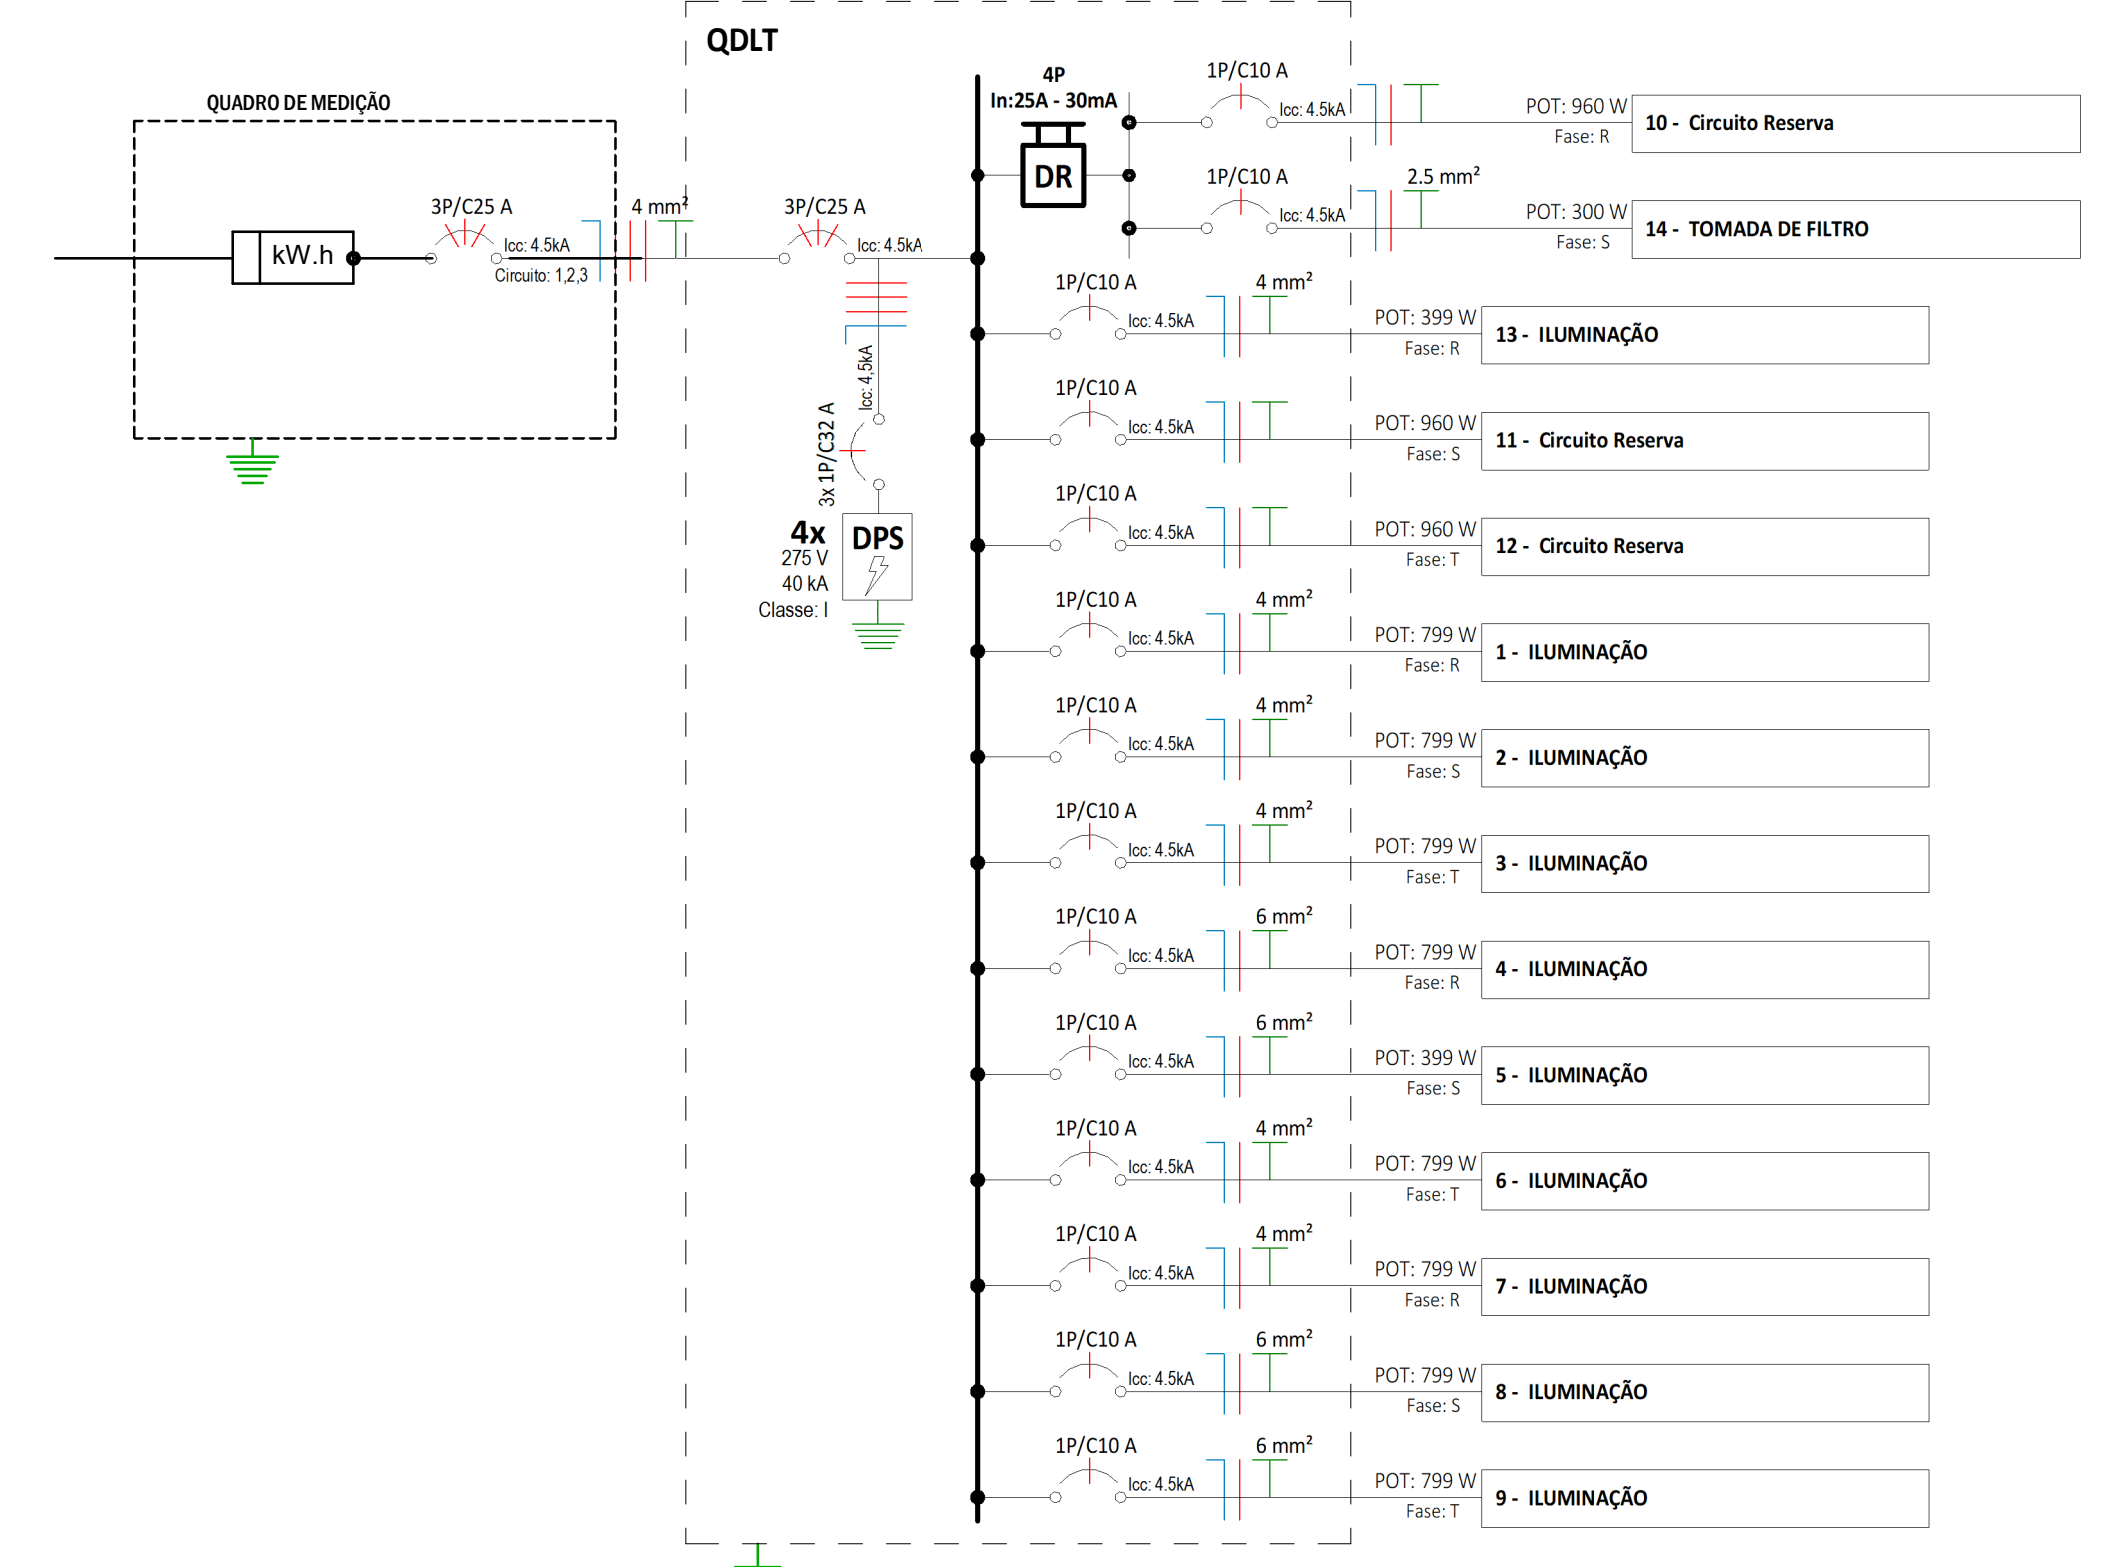 QDLT
QUADRO DE MEDIÇÃO
kW.h
3P/C25 A
Icc: 4.5kA
Circuito: 1,2,3
4 mm²
3P/C25 A
Icc: 4.5kA
Icc: 4,5kA
3x 1P/C32 A
4x
DPS
275 V
40 kA
Classe: I
4P
In:25A - 30mA
DR
1P/C10 A
Icc: 4.5kA
POT: 960 W
Fase: R
10 - Circuito Reserva
1P/C10 A
Icc: 4.5kA
2.5 mm²
POT: 300 W
Fase: S
14 - TOMADA DE FILTRO
1P/C10 A
Icc: 4.5kA
4 mm²
POT: 399 W
Fase: R
13 - ILUMINAÇÃO
1P/C10 A
Icc: 4.5kA
POT: 960 W
Fase: S
11 - Circuito Reserva
1P/C10 A
Icc: 4.5kA
POT: 960 W
Fase: T
12 - Circuito Reserva
1P/C10 A
Icc: 4.5kA
4 mm²
POT: 799 W
Fase: R
1 - ILUMINAÇÃO
1P/C10 A
Icc: 4.5kA
4 mm²
POT: 799 W
Fase: S
2 - ILUMINAÇÃO
1P/C10 A
Icc: 4.5kA
4 mm²
POT: 799 W
Fase: T
3 - ILUMINAÇÃO
1P/C10 A
Icc: 4.5kA
6 mm²
POT: 799 W
Fase: R
4 - ILUMINAÇÃO
1P/C10 A
Icc: 4.5kA
6 mm²
POT: 399 W
Fase: S
5 - ILUMINAÇÃO
1P/C10 A
Icc: 4.5kA
4 mm²
POT: 799 W
Fase: T
6 - ILUMINAÇÃO
1P/C10 A
Icc: 4.5kA
4 mm²
POT: 799 W
Fase: R
7 - ILUMINAÇÃO
1P/C10 A
Icc: 4.5kA
6 mm²
POT: 799 W
Fase: S
8 - ILUMINAÇÃO
1P/C10 A
Icc: 4.5kA
6 mm²
POT: 799 W
Fase: T
9 - ILUMINAÇÃO